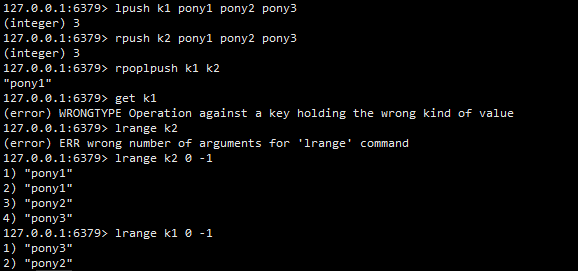 127.0.0.1:6379> lpush k1 pony1 pony2 pony3
(integer) 3
127.0.0.1:6379> rpush k2 pony1 pony2 pony3
(integer) 3
127.0.0.1:6379> rpoplpush k1 k2
"pony1"
127.0.0.1:6379> get k1
(error) WRONGTYPE Operation against a key holding the wrong kind of value
127.0.0.1:6379> lrange k2
(error) ERR wrong number of arguments for 'lrange' command
127.0.0.1:6379> lrange k2 0 -1
1) "pony1"
2) "pony1"
3) "pony2"
4) "pony3"
127.0.0.1:6379> lrange k1 0 -1
1) "pony3"
2) "pony2"